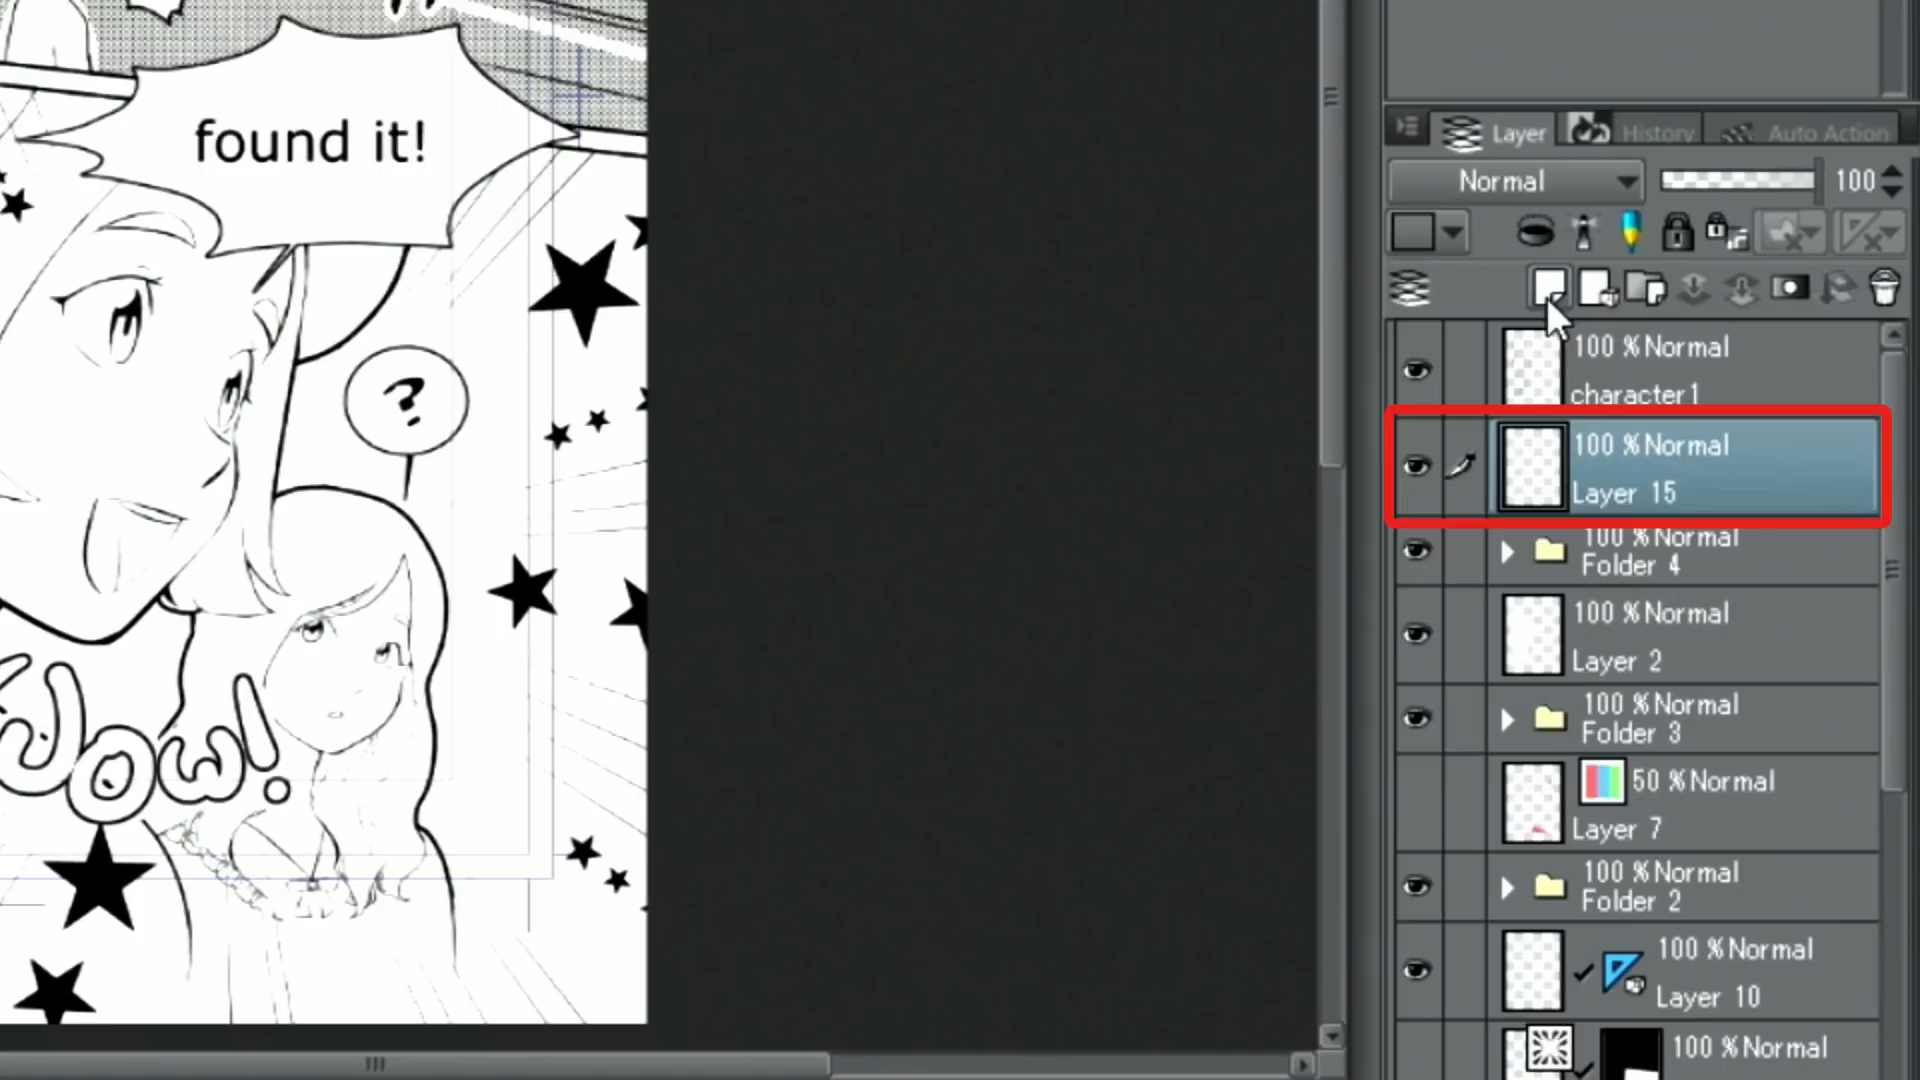 found it!
?
Wow!
Layer
History
Auto Action
Normal
100
100 %Normal
character1
100 %Normal
Layer 15
100 %Normal
Folder 4
100 %Normal
Layer 2
100 %Normal
Folder 3
50 %Normal
Layer 7
100 %Normal
Folder 2
100 %Normal
Layer 10
100 %Normal